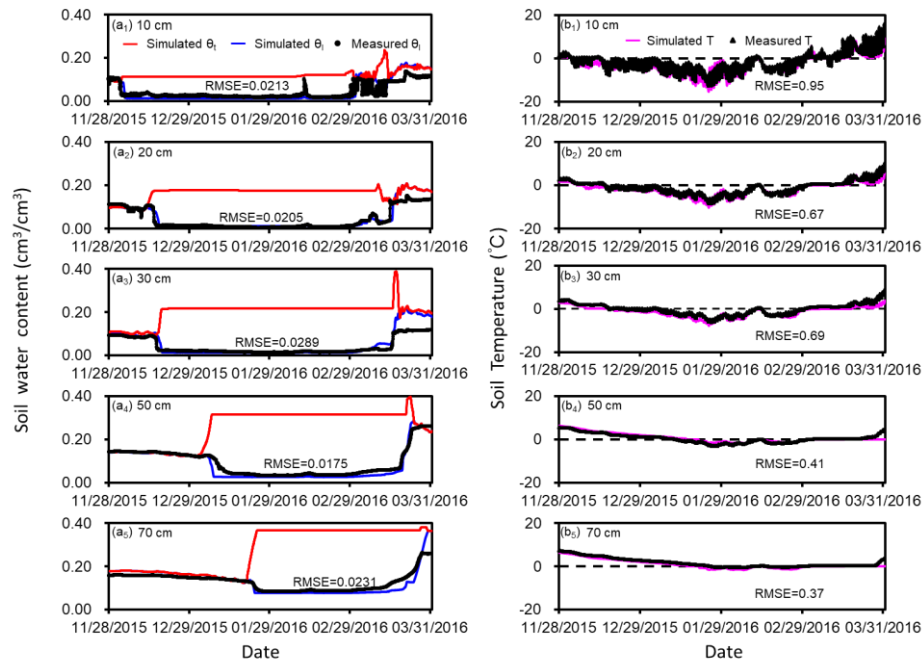 (a₁) 10 cm
Simulated θₜ Simulated θₗ Measured θₗ
RMSE=0.0213
0.40
0.20
0.00
11/28/2015 12/29/2015 01/29/2016 02/29/2016 03/31/2016
(a₂) 20 cm
RMSE=0.0205
0.40
0.20
0.00
11/28/2015 12/29/2015 01/29/2016 02/29/2016 03/31/2016
(a₃) 30 cm
RMSE=0.0289
0.40
0.20
0.00
11/28/2015 12/29/2015 01/29/2016 02/29/2016 03/31/2016
(a₄) 50 cm
RMSE=0.0175
0.40
0.20
0.00
11/28/2015 12/29/2015 01/29/2016 02/29/2016 03/31/2016
(a₅) 70 cm
RMSE=0.0231
0.40
0.20
0.00
11/28/2015 12/29/2015 01/29/2016 02/29/2016 03/31/2016
Soil water content (cm³/cm³)
Date
(b₁) 10 cm
Simulated T Measured T
RMSE=0.95
20
0
-20
11/28/2015 12/29/2015 01/29/2016 02/29/2016 03/31/2016
(b₂) 20 cm
RMSE=0.67
20
0
-20
11/28/2015 12/29/2015 01/29/2016 02/29/2016 03/31/2016
(b₃) 30 cm
RMSE=0.69
20
0
-20
11/28/2015 12/29/2015 01/29/2016 02/29/2016 03/31/2016
(b₄) 50 cm
RMSE=0.41
20
0
-20
11/28/2015 12/29/2015 01/29/2016 02/29/2016 03/31/2016
(b₅) 70 cm
RMSE=0.37
20
0
-20
11/28/2015 12/29/2015 01/29/2016 02/29/2016 03/31/2016
Soil Temperature (℃)
Date